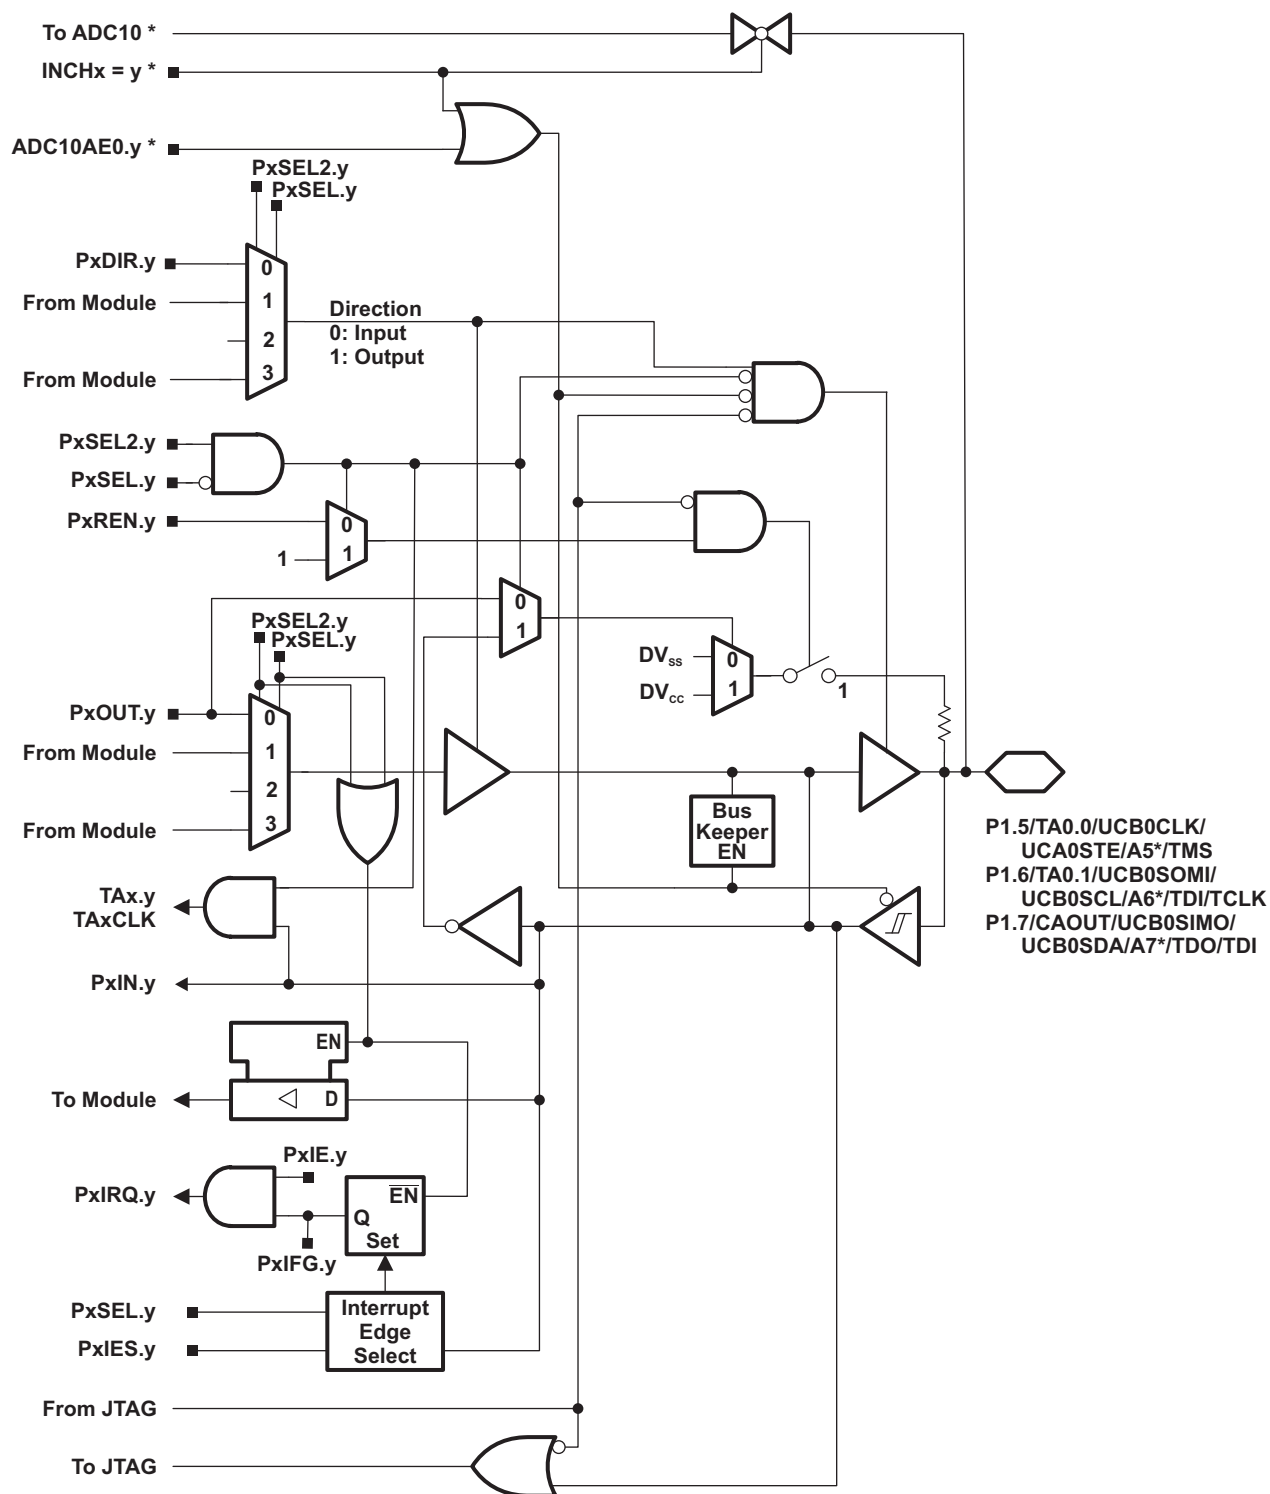 To ADC10 *
INCHx = y *
ADC10AE0.y *
PxSEL2.y
PxSEL.y
PxDIR.y
0
From Module
1
2
From Module
3
Direction
0: Input
1: Output
PxSEL2.y
PxSEL.y
PxREN.y
0
1
1
0
1
PxSEL2.y
PxSEL.y
DVSS
0
DVCC
1
1
PxOUT.y
0
From Module
1
2
From Module
3
Bus
Keeper
EN
P1.5/TA0.0/UCB0CLK/
UCA0STE/A5*/TMS
P1.6/TA0.1/UCB0SOMI/
UCB0SCL/A6*/TDI/TCLK
P1.7/CAOUT/UCB0SIMO/
UCB0SDA/A7*/TDO/TDI
TAx.y
TAxCLK
PxIN.y
EN
To Module
D
PxIE.y
PxIRQ.y
EN
Q
Set
PxIFG.y
PxSEL.y
PxIES.y
Interrupt
Edge
Select
From JTAG
To JTAG